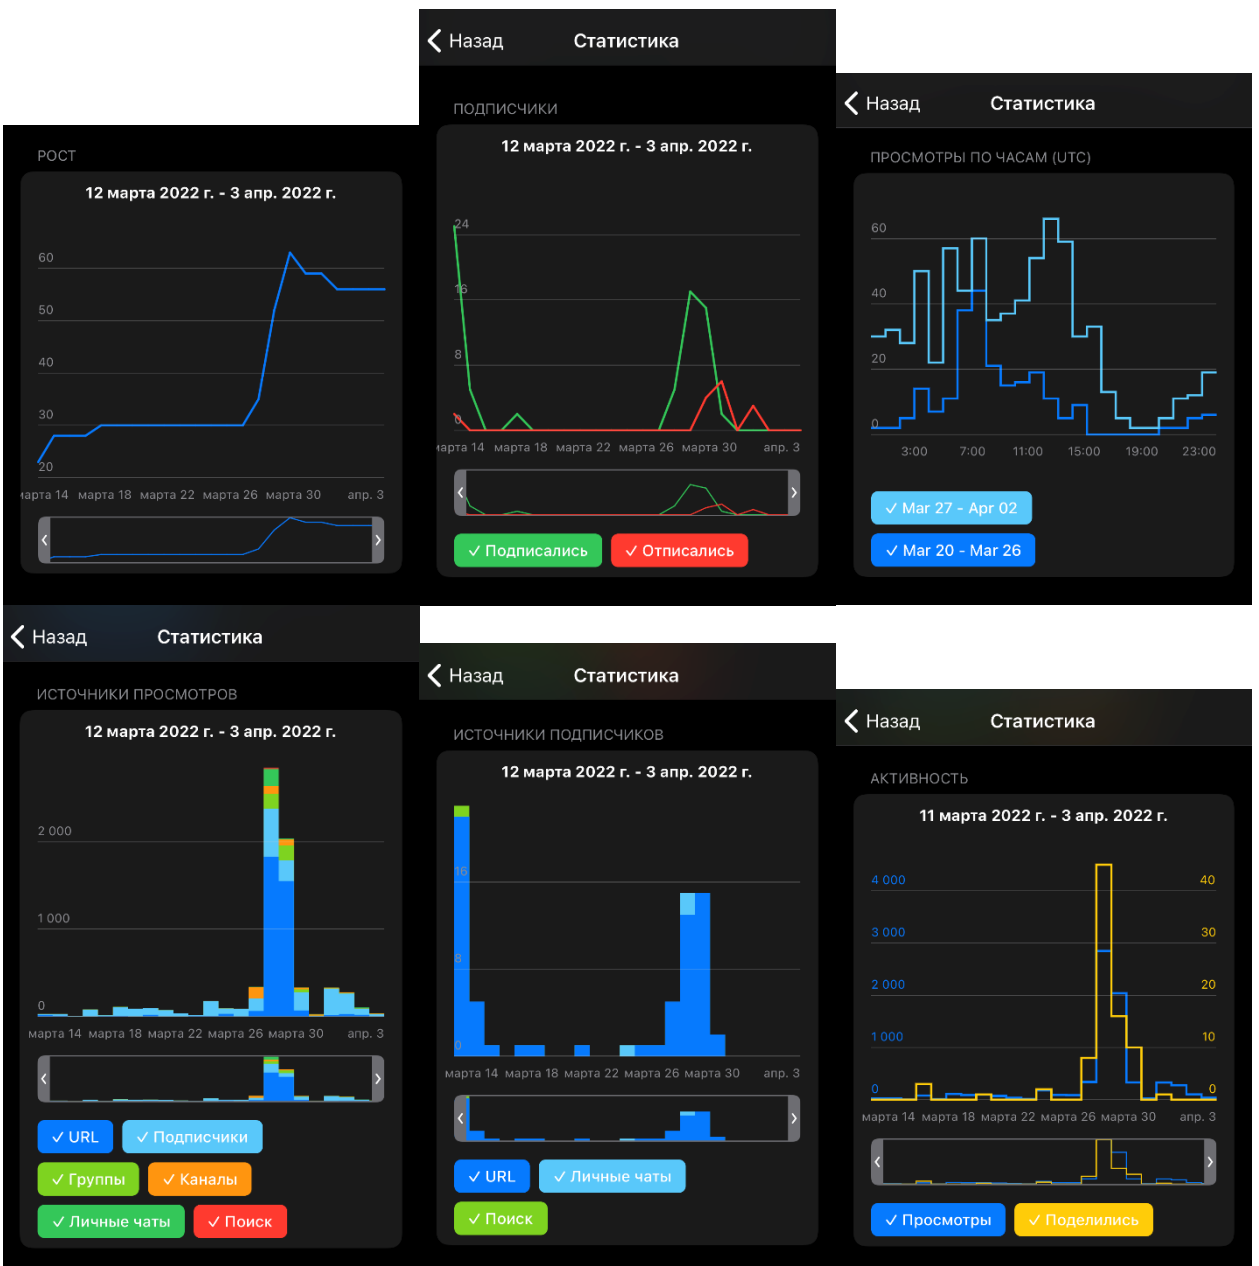 РОСТ
12 марта 2022 г. - 3 апр. 2022 г.
60
50
40
30
20
марта 14 марта 18 марта 22 марта 26 марта 30 апр. 3
Назад Статистика
ПОДПИСЧИКИ
12 марта 2022 г. - 3 апр. 2022 г.
24
16
8
0
марта 14 марта 18 марта 22 марта 26 марта 30 апр. 3
✓ Подписались ✓ Отписались
Назад Статистика
ПРОСМОТРЫ ПО ЧАСАМ (UTC)
60
40
20
0
3:00 7:00 11:00 15:00 19:00 23:00
✓ Mar 27 - Apr 02
✓ Mar 20 - Mar 26
Назад Статистика
ИСТОЧНИКИ ПРОСМОТРОВ
12 марта 2022 г. - 3 апр. 2022 г.
2 000
1 000
0
марта 14 марта 18 марта 22 марта 26 марта 30 апр. 3
✓ URL ✓ Подписчики
✓ Группы ✓ Каналы
✓ Личные чаты ✓ Поиск
Назад Статистика
ИСТОЧНИКИ ПОДПИСЧИКОВ
12 марта 2022 г. - 3 апр. 2022 г.
16
8
0
марта 14 марта 18 марта 22 марта 26 марта 30 апр. 3
✓ URL ✓ Личные чаты
✓ Поиск
Назад Статистика
АКТИВНОСТЬ
11 марта 2022 г. - 3 апр. 2022 г.
4 000 40
3 000 30
2 000 20
1 000 10
0 0
марта 14 марта 18 марта 22 марта 26 марта 30 апр. 3
✓ Просмотры ✓ Поделились